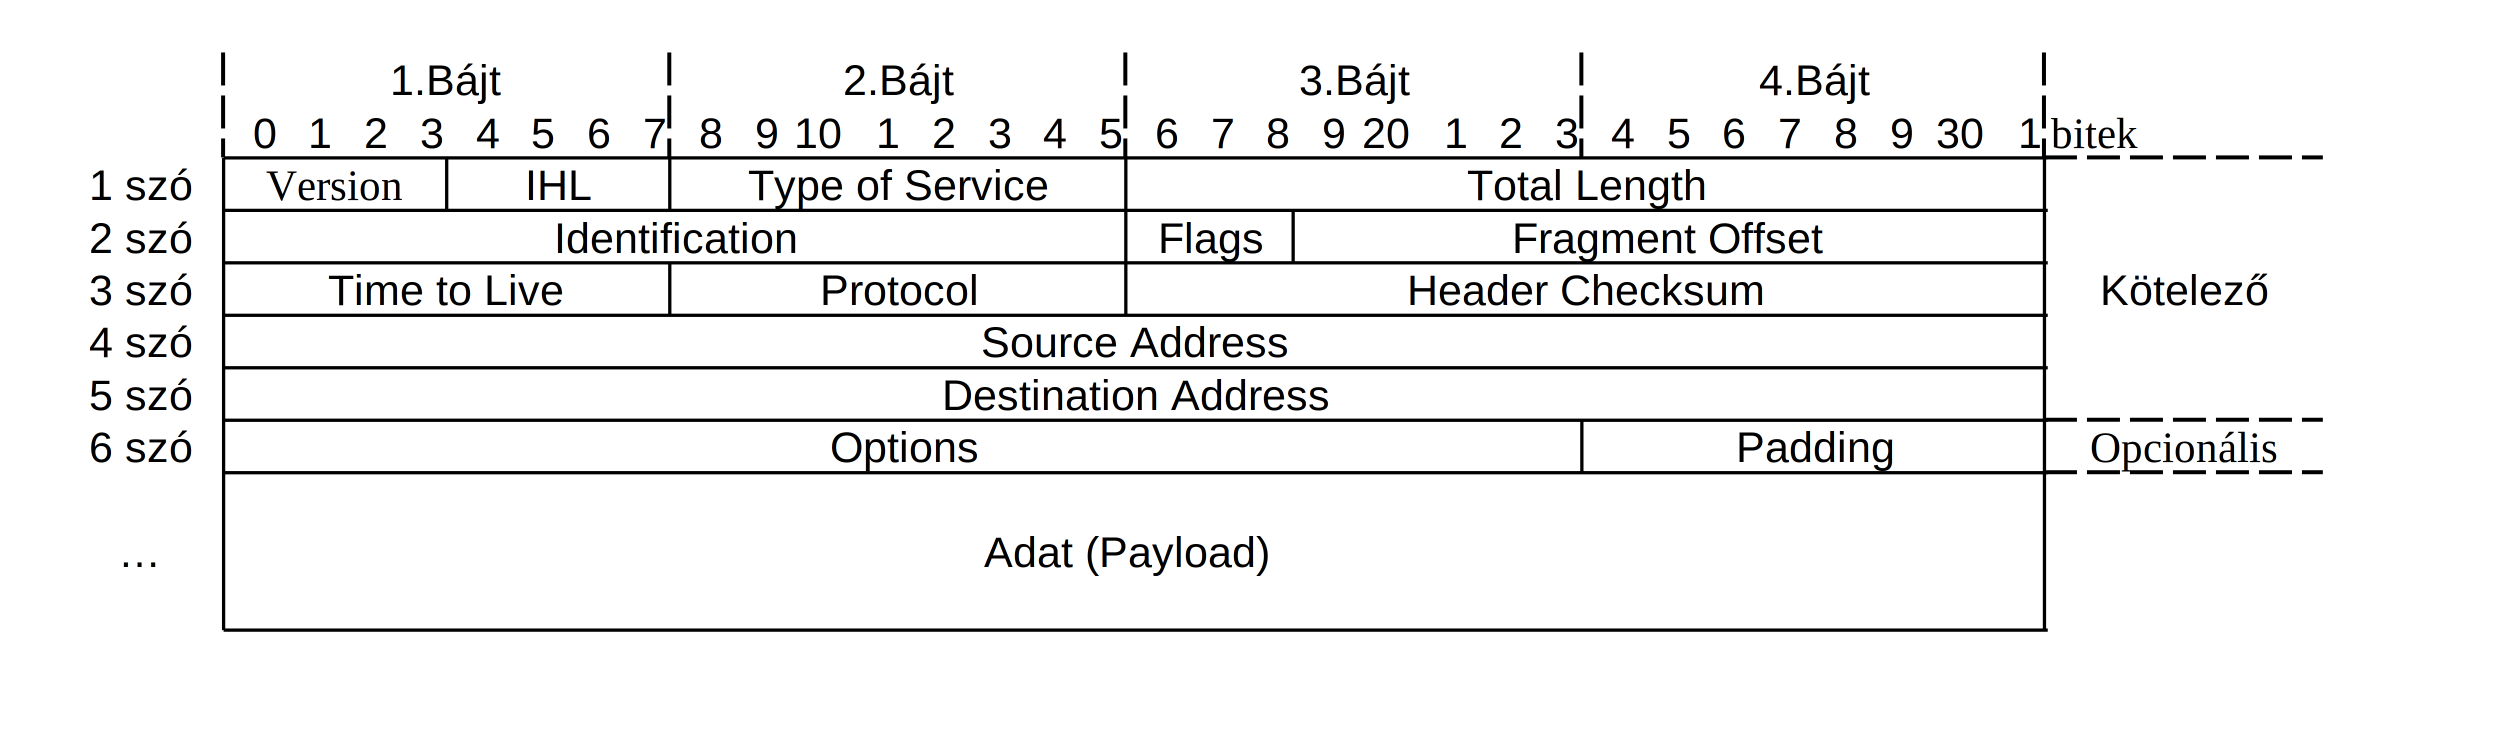 1.Bájt 2.Bájt 3.Bájt 4.Bájt
0 1 2 3 4 5 6 7 8 9 10 1 2 3 4 5 6 7 8 9 20 1 2 3 4 5 6 7 8 9 30 1 bitek
1 szó Version IHL Type of Service Total Length
2 szó Identification Flags Fragment Offset
3 szó Time to Live Protocol Header Checksum Kötelező
4 szó Source Address
5 szó Destination Address
6 szó Options Padding Opcionális
… Adat (Payload)